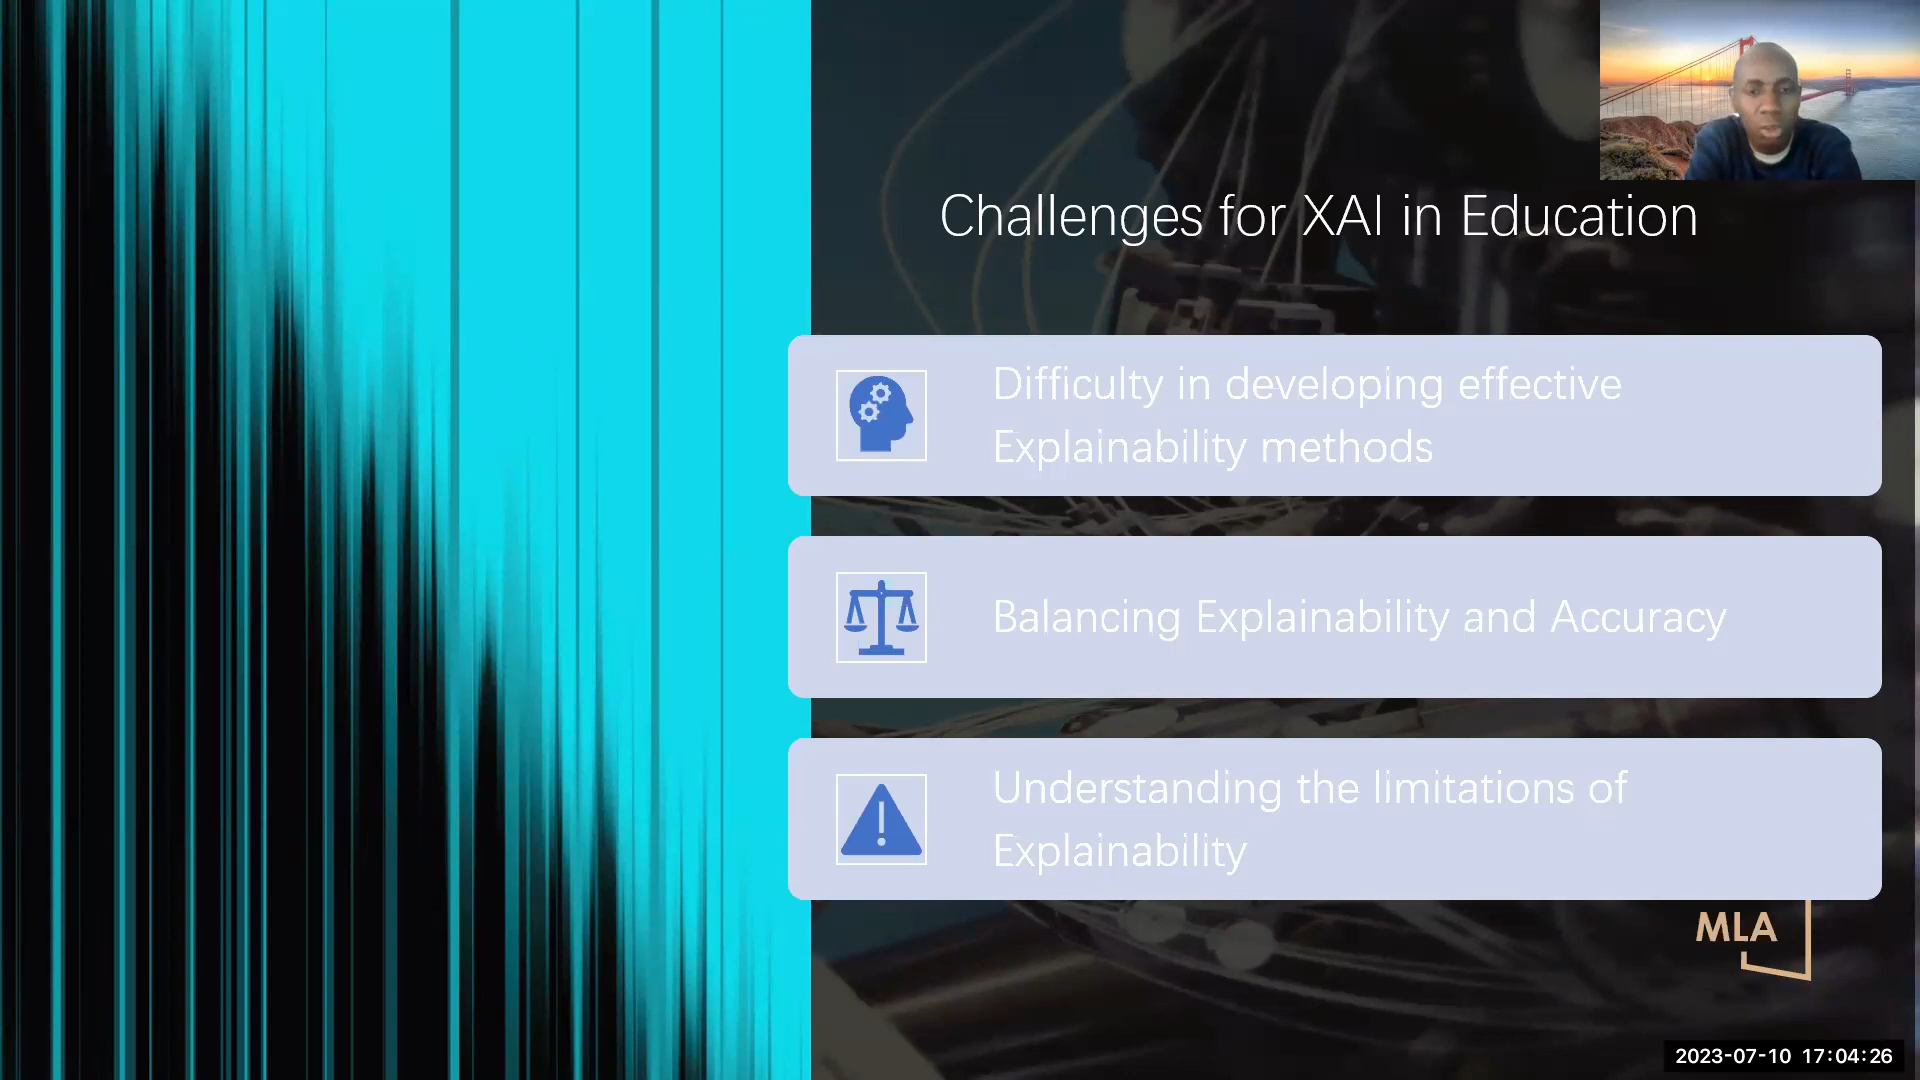 Challenges for XAI in Education
Difficulty in developing effective
Explainability methods
Balancing Explainability and Accuracy
Understanding the limitations of
Explainability
MLA
2023-07-10 17:04:26